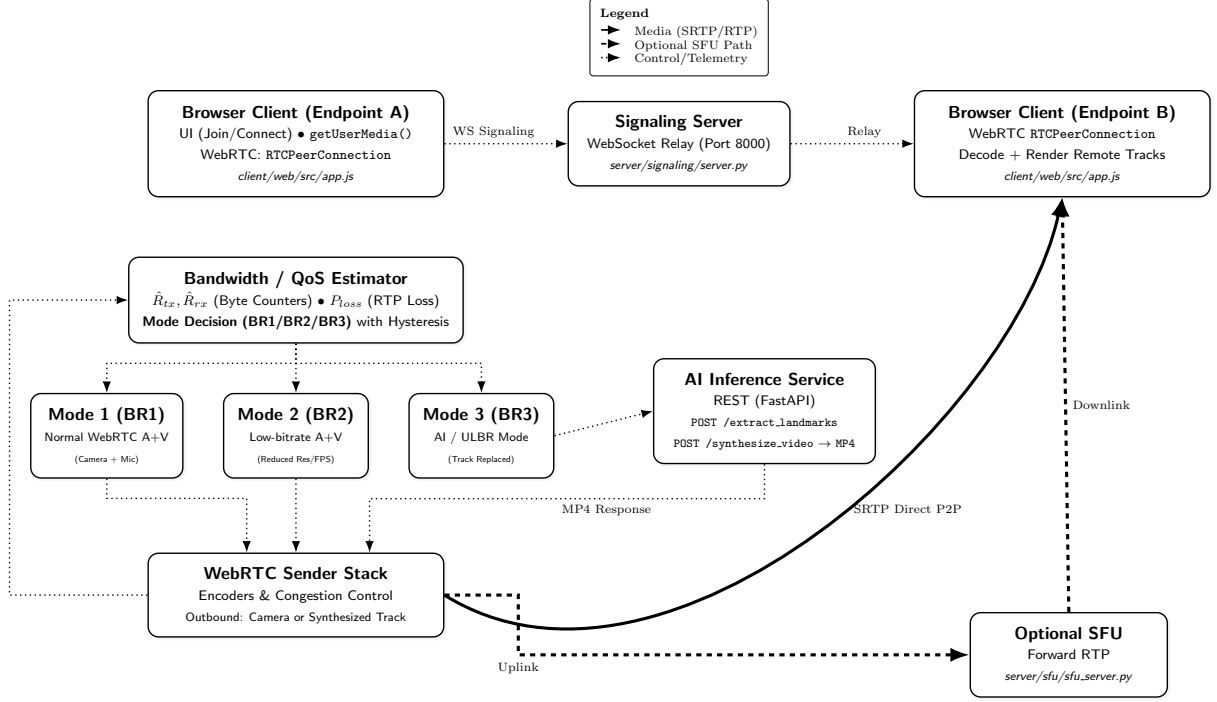 Legend
Media (SRTP/RTP)
Optional SFU Path
Control/Telemetry
Browser Client (Endpoint A)
UI (Join/Connect) • getUserMedia()
WebRTC: RTCPeerConnection
client/web/src/app.js
WS Signaling
Signaling Server
WebSocket Relay (Port 8000)
server/signaling/server.py
Relay
Browser Client (Endpoint B)
WebRTC RTCPeerConnection
Decode + Render Remote Tracks
client/web/src/app.js
Bandwidth / QoS Estimator
R̂tx, R̂rx (Byte Counters) • Ploss (RTP Loss)
Mode Decision (BR1/BR2/BR3) with Hysteresis
Mode 1 (BR1)
Normal WebRTC A+V
(Camera + Mic)
Mode 2 (BR2)
Low-bitrate A+V
(Reduced Res/FPS)
Mode 3 (BR3)
AI / ULBR Mode
(Track Replaced)
AI Inference Service
REST (FastAPI)
POST /extract_landmarks
POST /synthesize_video → MP4
Downlink
MP4 Response
SRTP Direct P2P
WebRTC Sender Stack
Encoders & Congestion Control
Outbound: Camera or Synthesized Track
Uplink
Optional SFU
Forward RTP
server/sfu/sfu_server.py